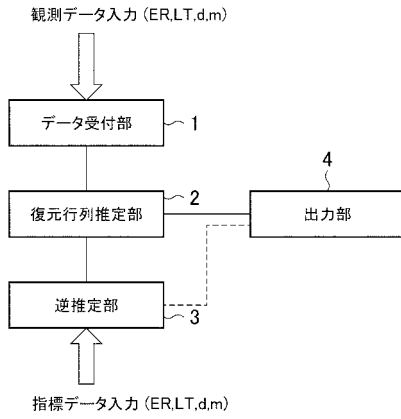 観測データ入力(ER,LT,d,m)
データ受付部
1
4
2
復元行列推定部
出力部
逆推定部
3
指標データ入力(ER,LT,d,m)